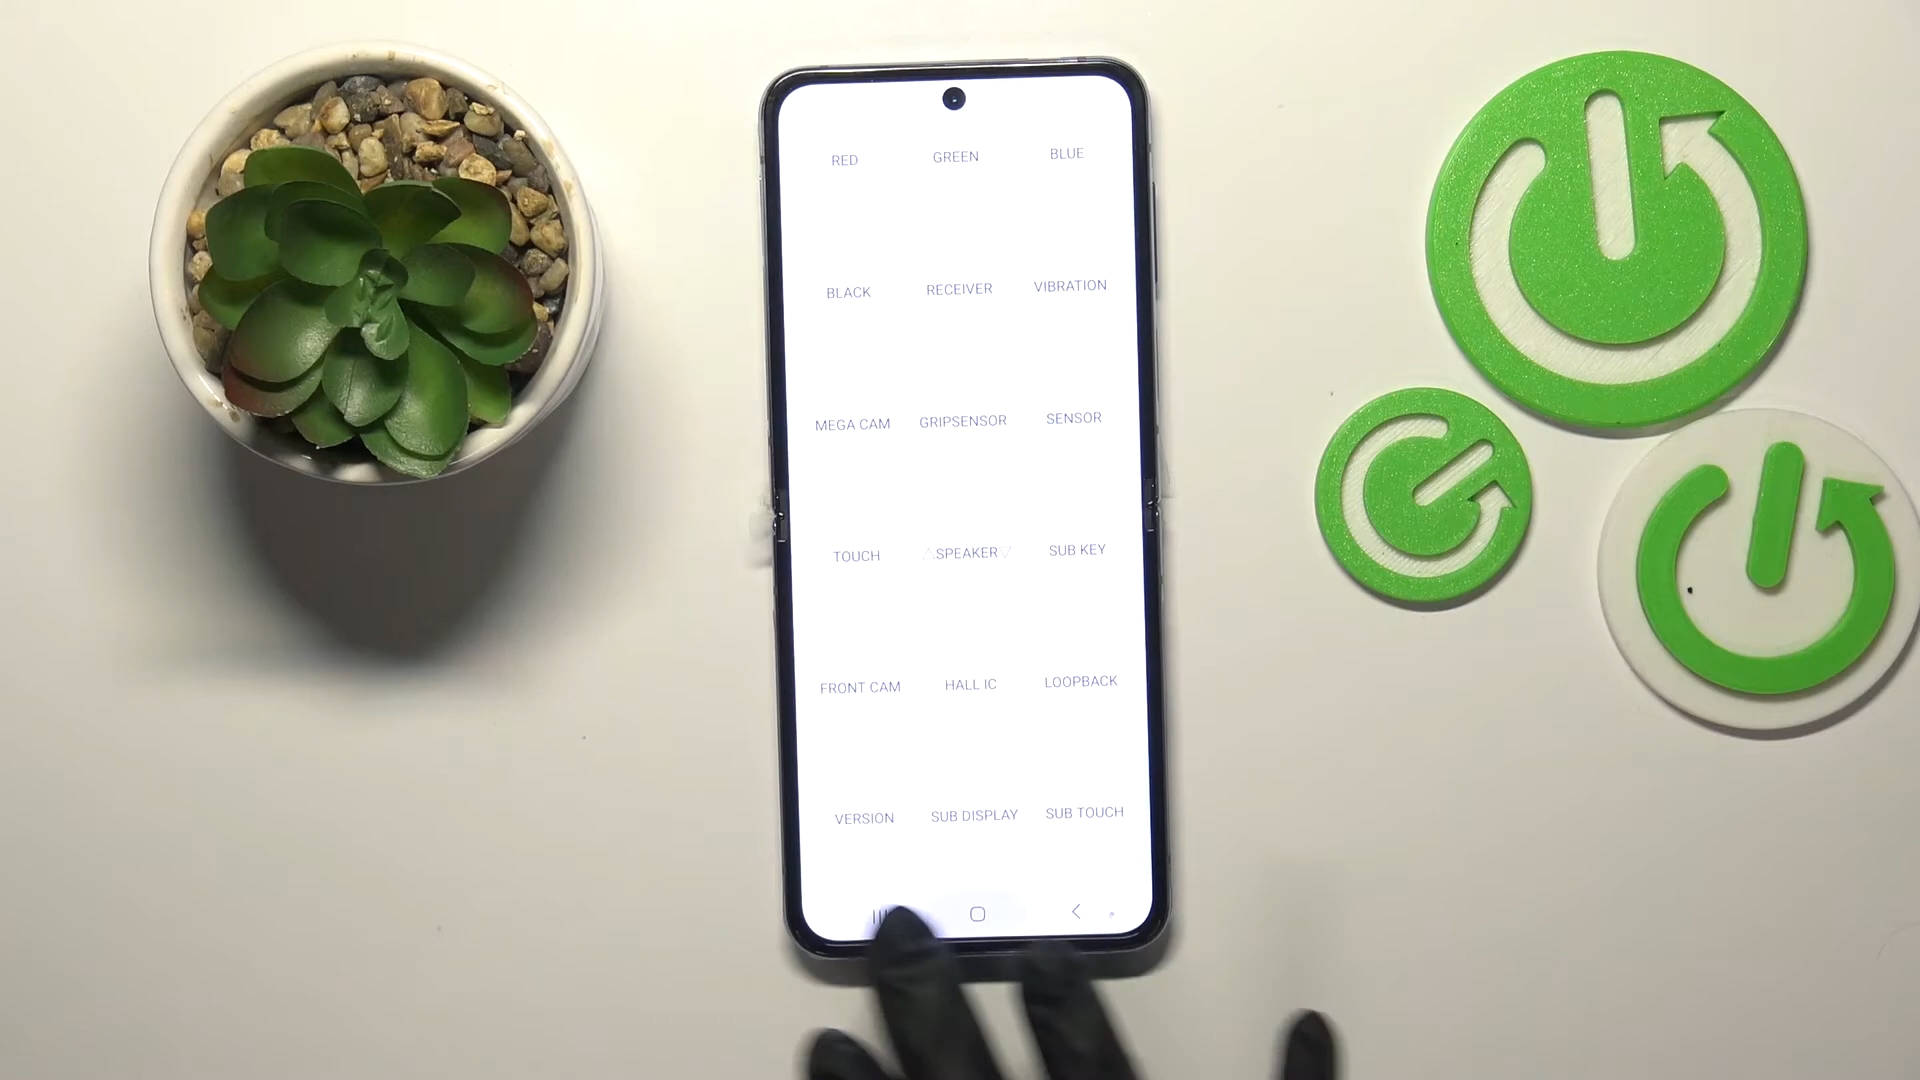 RED GREEN BLUE
BLACK RECEIVER VIBRATION
MEGA CAM GRIPSENSOR SENSOR
TOUCH △SPEAKER▽ SUB KEY
FRONT CAM HALL IC LOOPBACK
VERSION SUB DISPLAY SUB TOUCH